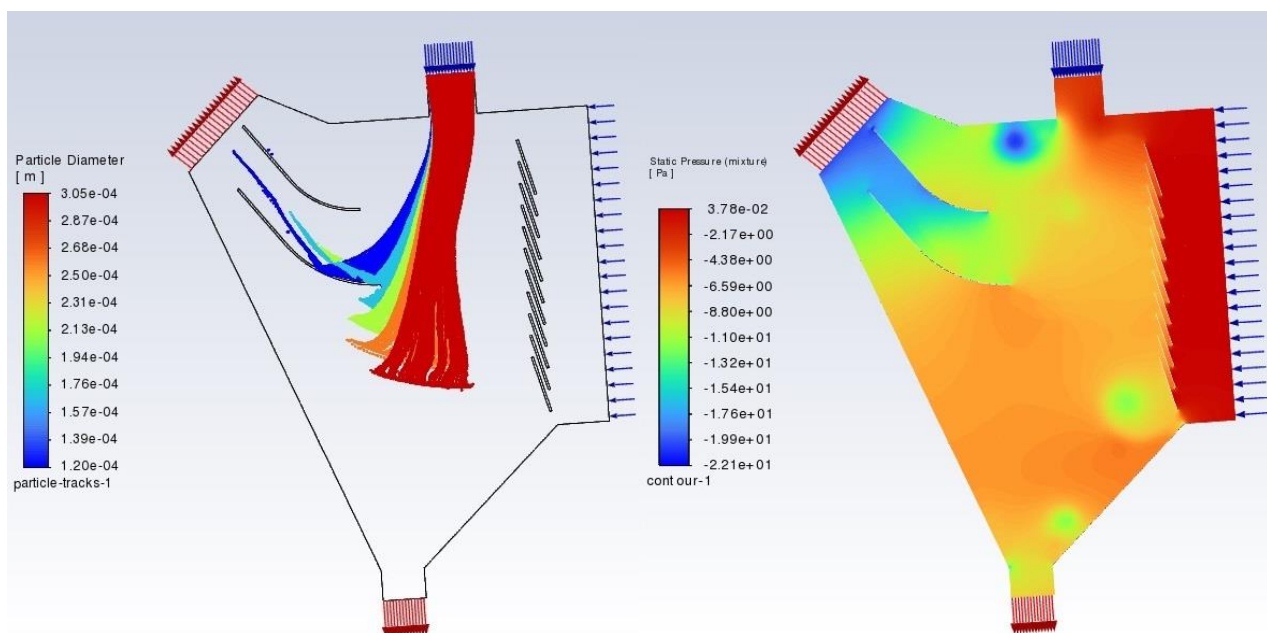 Particle Diameter
[ m ]
3.05e-04
2.87e-04
2.68e-04
2.50e-04
2.31e-04
2.13e-04
1.94e-04
1.76e-04
1.57e-04
1.39e-04
1.20e-04
particle-tracks-1
Static Pressure (mixture)
[ Pa ]
3.78e-02
-2.17e+00
-4.38e+00
-6.59e+00
-8.80e+00
-1.10e+01
-1.32e+01
-1.54e+01
-1.76e+01
-1.99e+01
-2.21e+01
contour-1